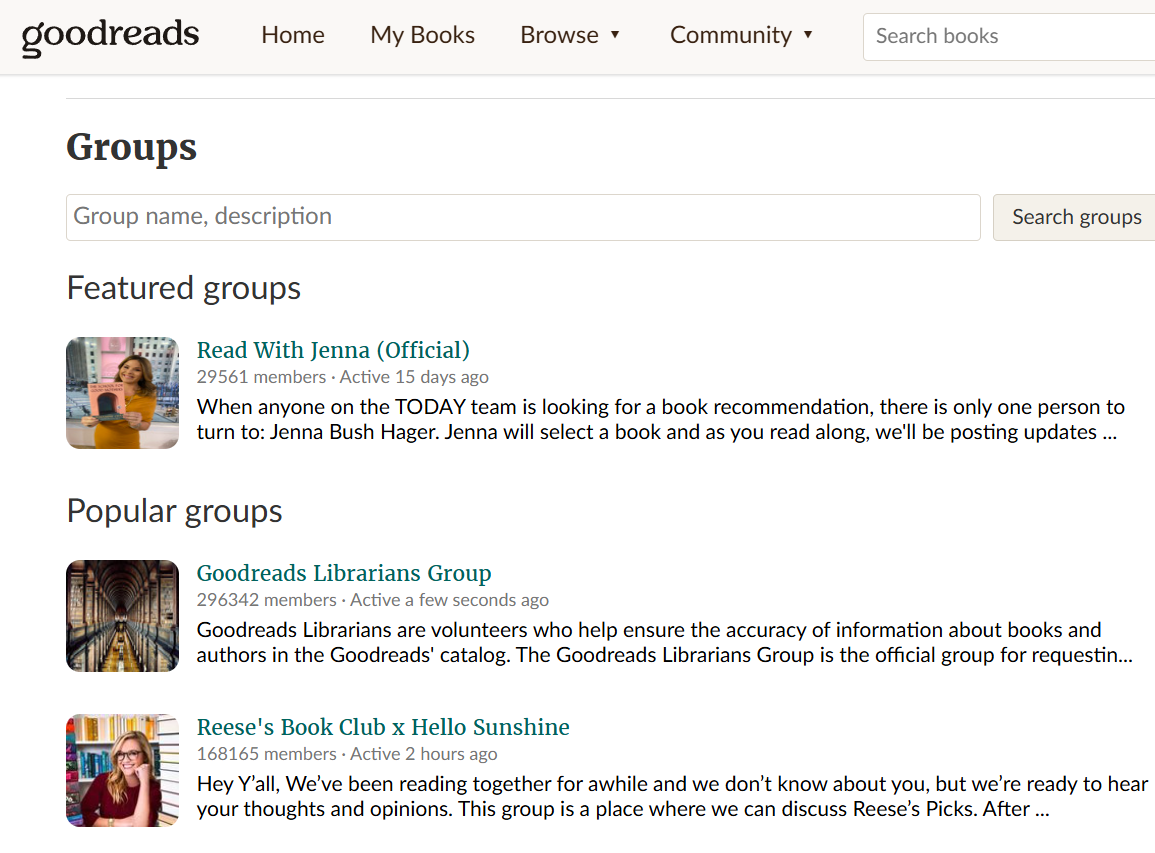 goodreads Home My Books Browse ▼ Community ▼ Search books
Groups
Group name, description Search groups
Featured groups
Read With Jenna (Official)
29561 members · Active 15 days ago
When anyone on the TODAY team is looking for a book recommendation, there is only one person to
turn to: Jenna Bush Hager. Jenna will select a book and as you read along, we'll be posting updates ...
Popular groups
Goodreads Librarians Group
296342 members · Active a few seconds ago
Goodreads Librarians are volunteers who help ensure the accuracy of information about books and
authors in the Goodreads' catalog. The Goodreads Librarians Group is the official group for requestin...
Reese's Book Club x Hello Sunshine
168165 members · Active 2 hours ago
Hey Y’all, We’ve been reading together for awhile and we don’t know about you, but we’re ready to hear
your thoughts and opinions. This group is a place where we can discuss Reese’s Picks. After ...